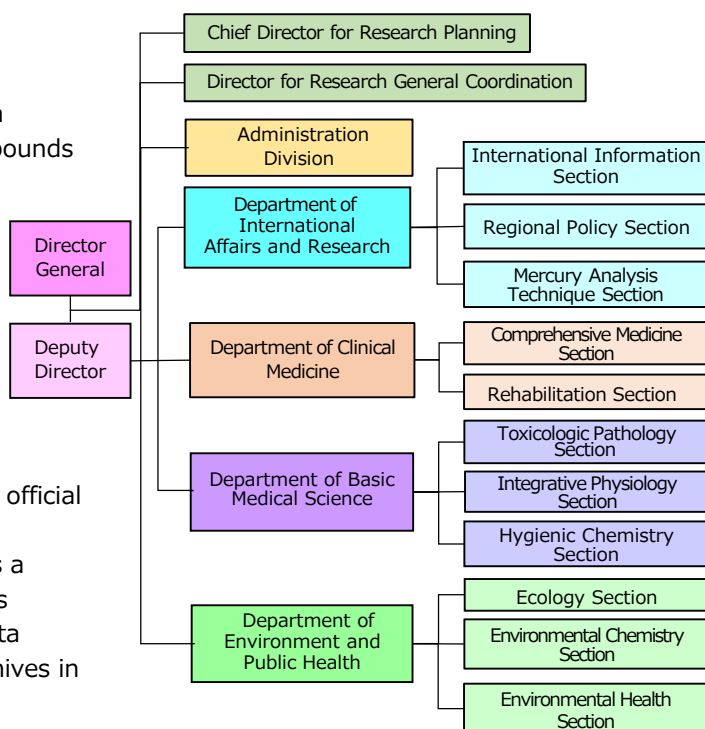 Chief Director for Research Planning
Director for Research General Coordination
Administration
Division
Department of
International
Affairs and Research
International Information
Section
Regional Policy Section
Mercury Analysis
Technique Section
Director
General
Deputy
Director
Department of Clinical
Medicine
Comprehensive Medicine
Section
Rehabilitation Section
Department of Basic
Medical Science
Toxicologic Pathology
Section
Integrative Physiology
Section
Hygienic Chemistry
Section
Department of
Environment and
Public Health
Ecology Section
Environmental Chemistry
Section
Environmental Health
Section
official
a